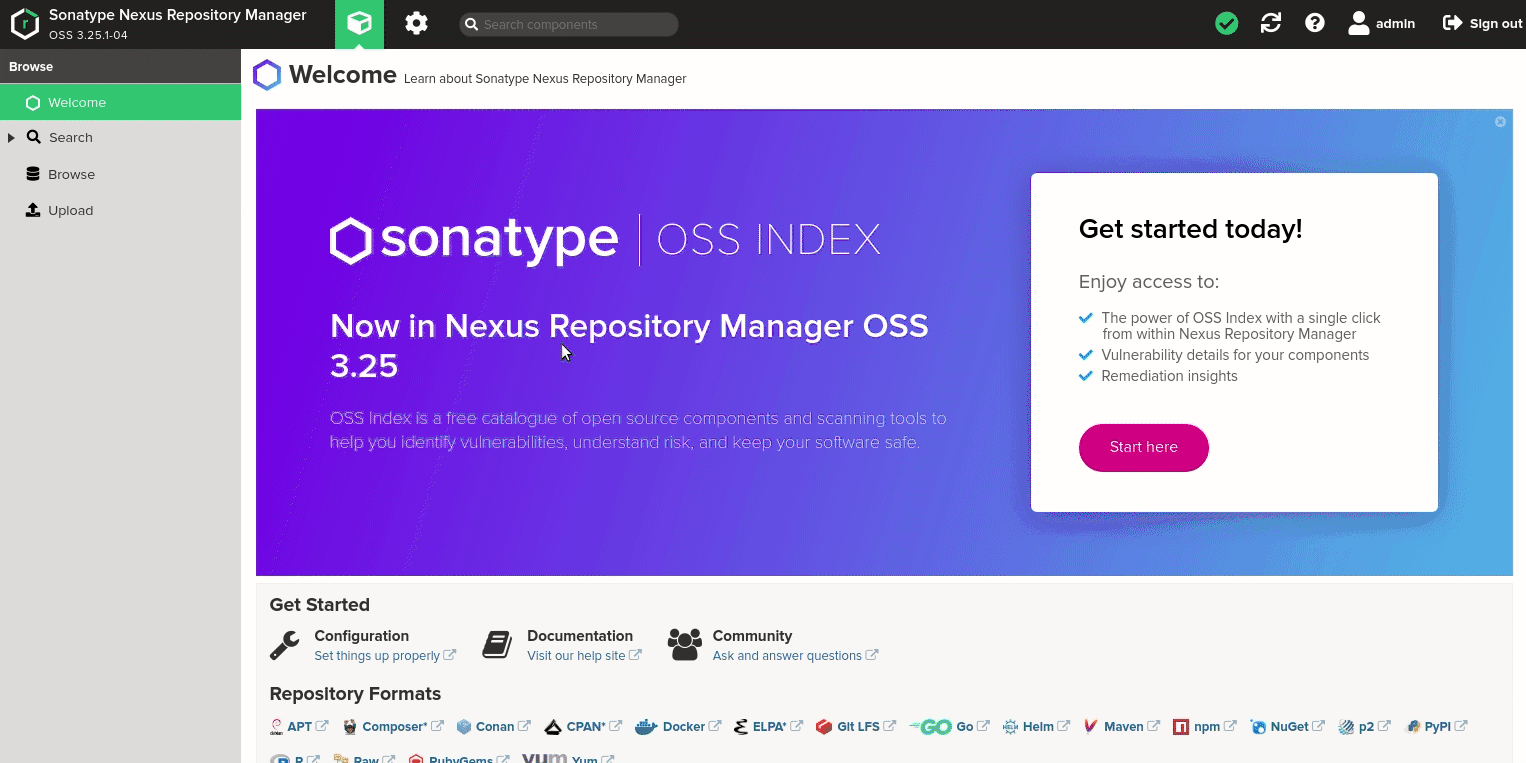 Sonatype Nexus Repository Manager
OSS 3.25.1-04
Search components
admin
Sign out
Browse
Welcome
Search
Browse
Upload
Welcome Learn about Sonatype Nexus Repository Manager
sonatype | OSS INDEX
Now in Nexus Repository Manager OSS
3.25
OSS Index is a free catalogue of open source components and scanning tools to
help you identify vulnerabilities, understand risk, and keep your software safe.
Get started today!
Enjoy access to:
The power of OSS Index with a single click
from within Nexus Repository Manager
Vulnerability details for your components
Remediation insights
Start here
Get Started
Configuration
Set things up properly
Documentation
Visit our help site
Community
Ask and answer questions
Repository Formats
APT Composer* Conan CPAN* Docker ELPA* Git LFS Go Helm Maven npm NuGet p2 PyPI
R Raw RubyGems yum Yum